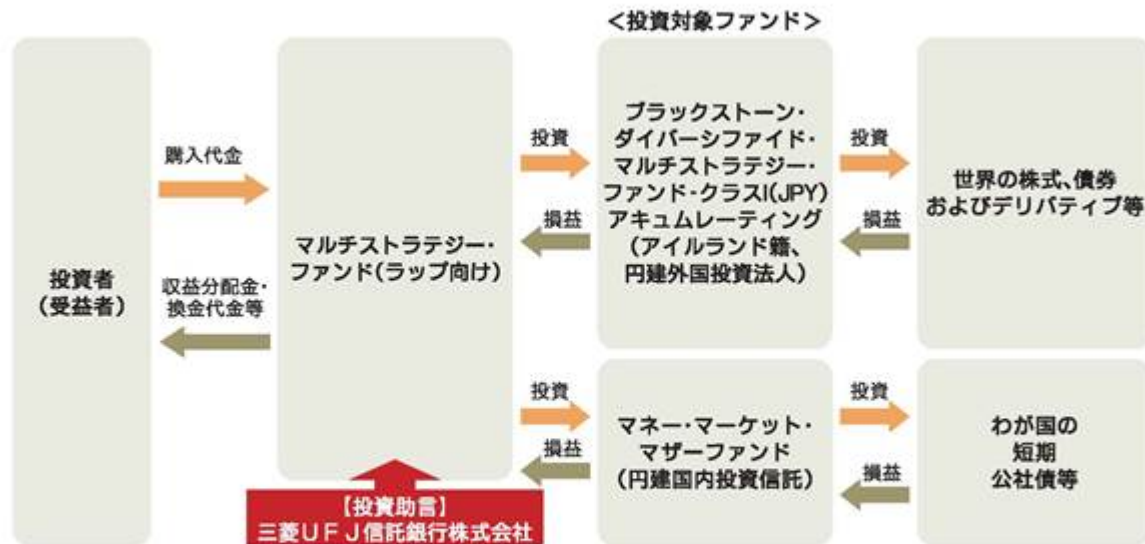 ＜投資対象ファンド＞
投資者
(受益者)
購入代金
収益分配金・
換金代金等
マルチストラテジー・
ファンド(ラップ向け)
【投資助言】
三菱ＵＦＪ信託銀行株式会社
投資
損益
ブラックストーン・
ダイバーシファイド・
マルチストラテジー・
ファンド-クラスI(JPY)
アキュムレーティング
(アイルランド籍、
円建外国投資法人)
投資
損益
世界の株式、債券
およびデリバティブ等
投資
損益
マネー・マーケット・
マザーファンド
(円建国内投資信託)
投資
損益
わが国の
短期
公社債等